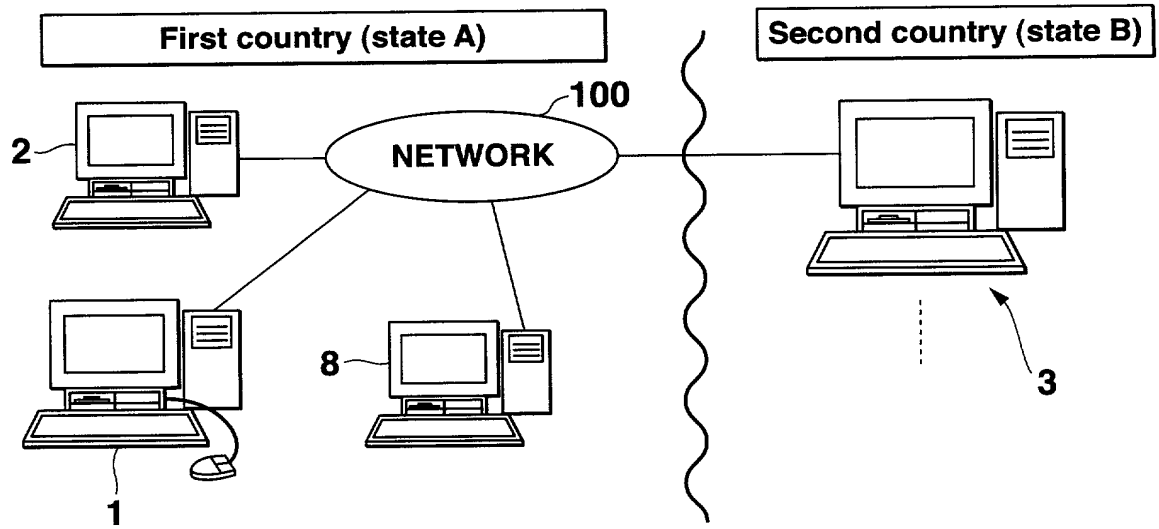 First country (state A)
Second country (state B)
100
2
NETWORK
8
3
1